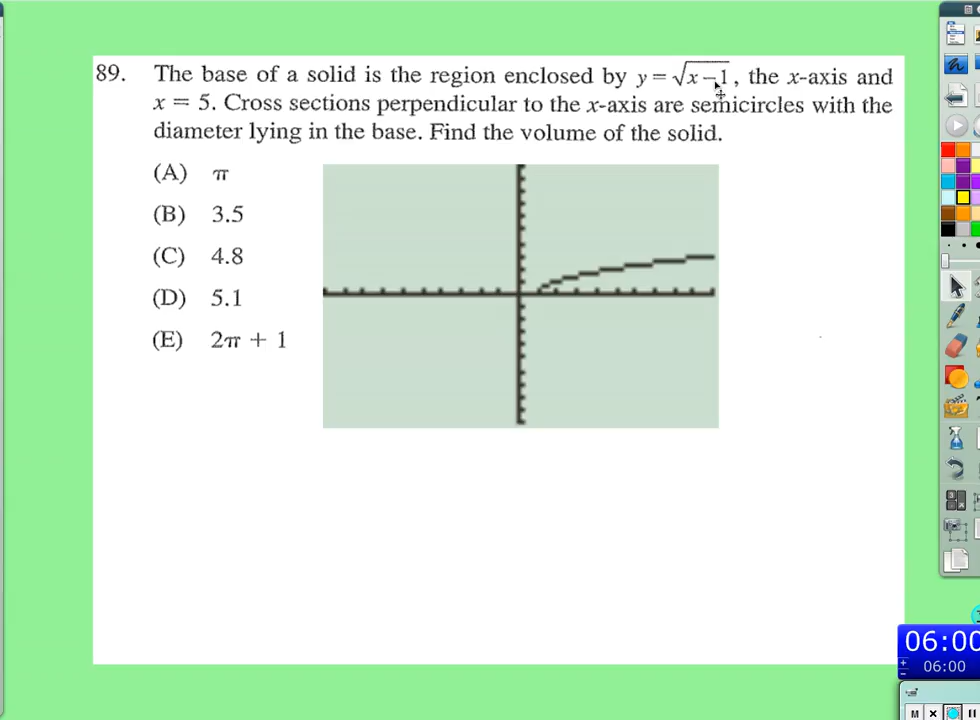 89. The base of a solid is the region enclosed by y = √x − 1, the x-axis and
x = 5. Cross sections perpendicular to the x-axis are semicircles with the
diameter lying in the base. Find the volume of the solid.
(A) π
(B) 3.5
(C) 4.8
(D) 5.1
(E) 2π + 1
06:00
06:00
M